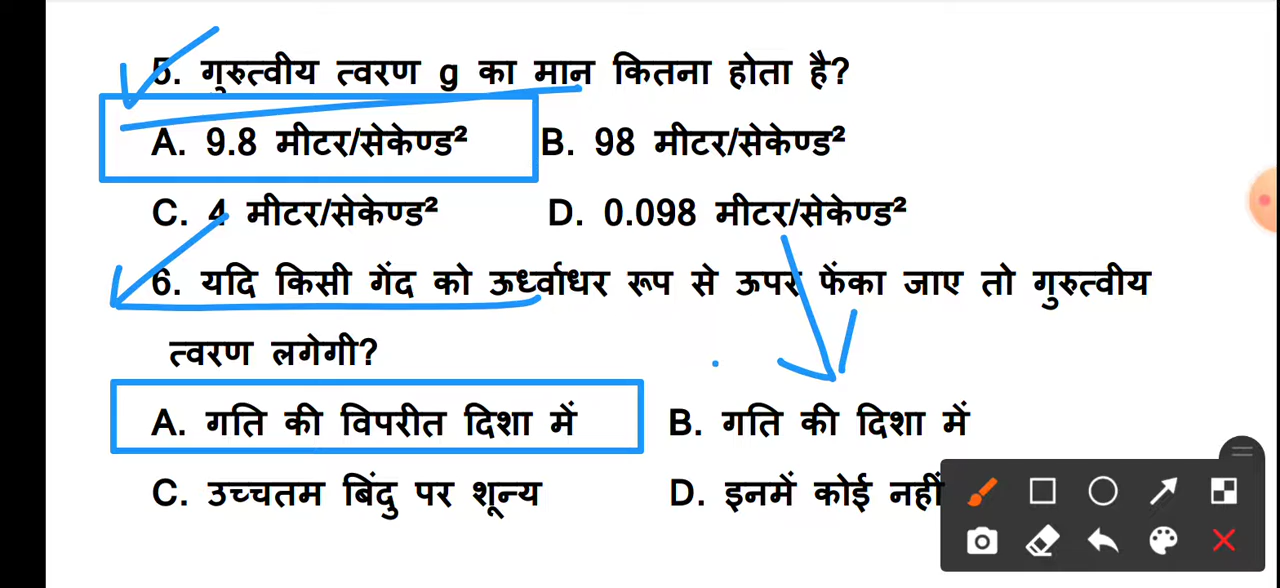 5. गुरुत्वीय त्वरण g का मान कितना होता है?
A. 9.8 मीटर/सेकेण्ड² B. 98 मीटर/सेकेण्ड²
C. 4 मीटर/सेकेण्ड² D. 0.098 मीटर/सेकेण्ड²
6. यदि किसी गेंद को ऊर्ध्वाधर रूप से ऊपर फेंका जाए तो गुरुत्वीय
त्वरण लगेगी?
A. गति की विपरीत दिशा में B. गति की दिशा में
C. उच्चतम बिंदु पर शून्य D. इनमें कोई नहीं